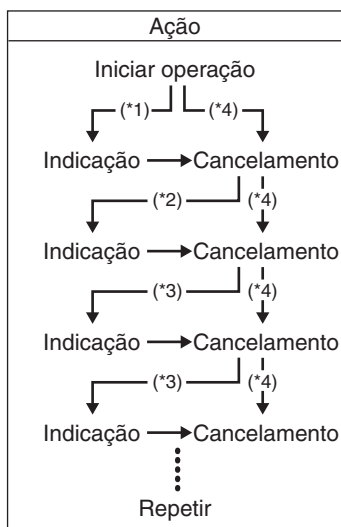 Ação
Iniciar operação
(*1) (*4)
Indicação Cancelamento
(*2) (*4)
Indicação Cancelamento
(*3) (*4)
Indicação Cancelamento
(*3) (*4)
Indicação Cancelamento
Repetir